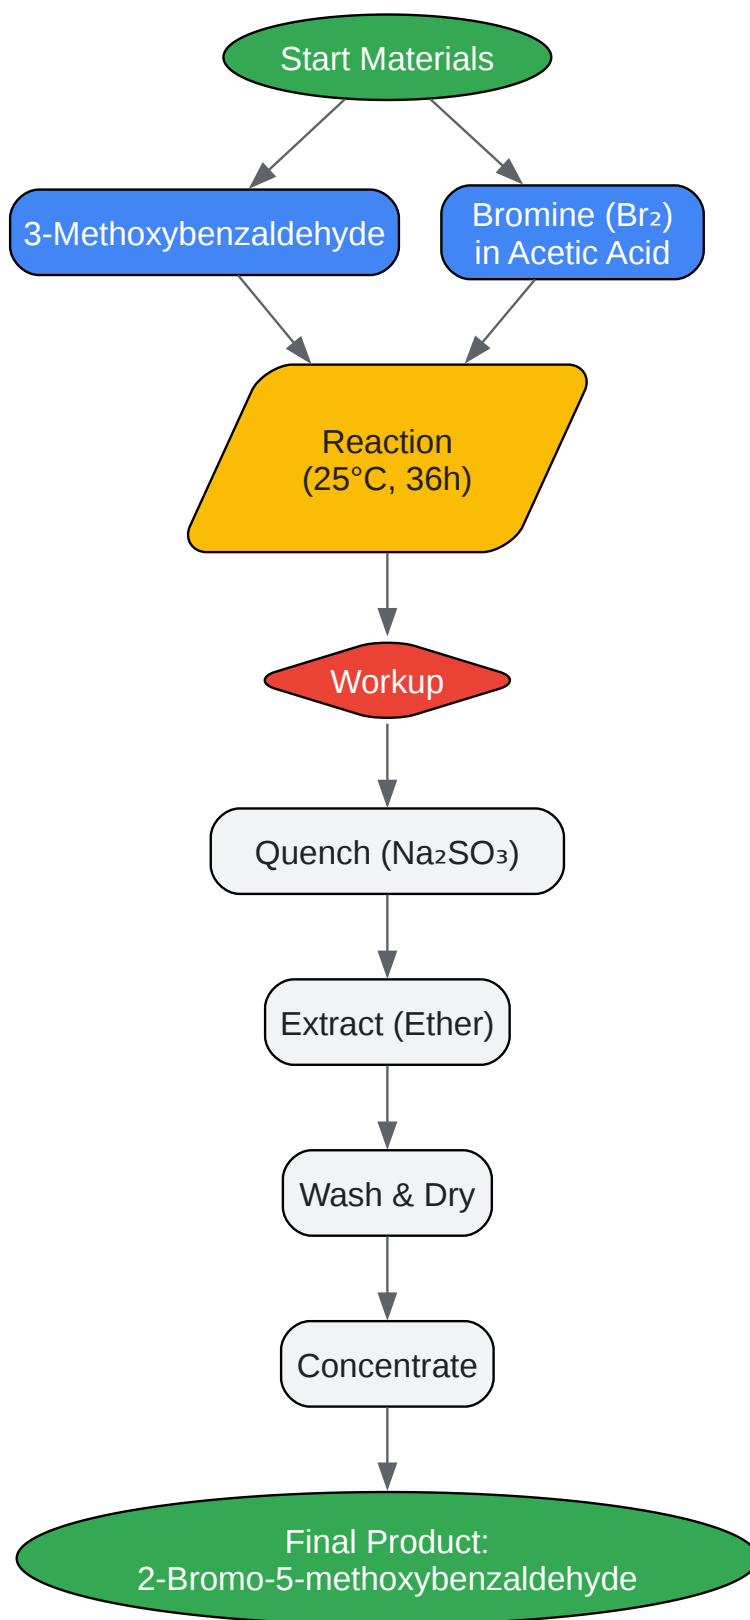 Start Materials
3-Methoxybenzaldehyde
Bromine (Br₂)
in Acetic Acid
Reaction
(25°C, 36h)
Workup
Quench (Na₂SO₃)
Extract (Ether)
Wash & Dry
Concentrate
Final Product:
2-Bromo-5-methoxybenzaldehyde